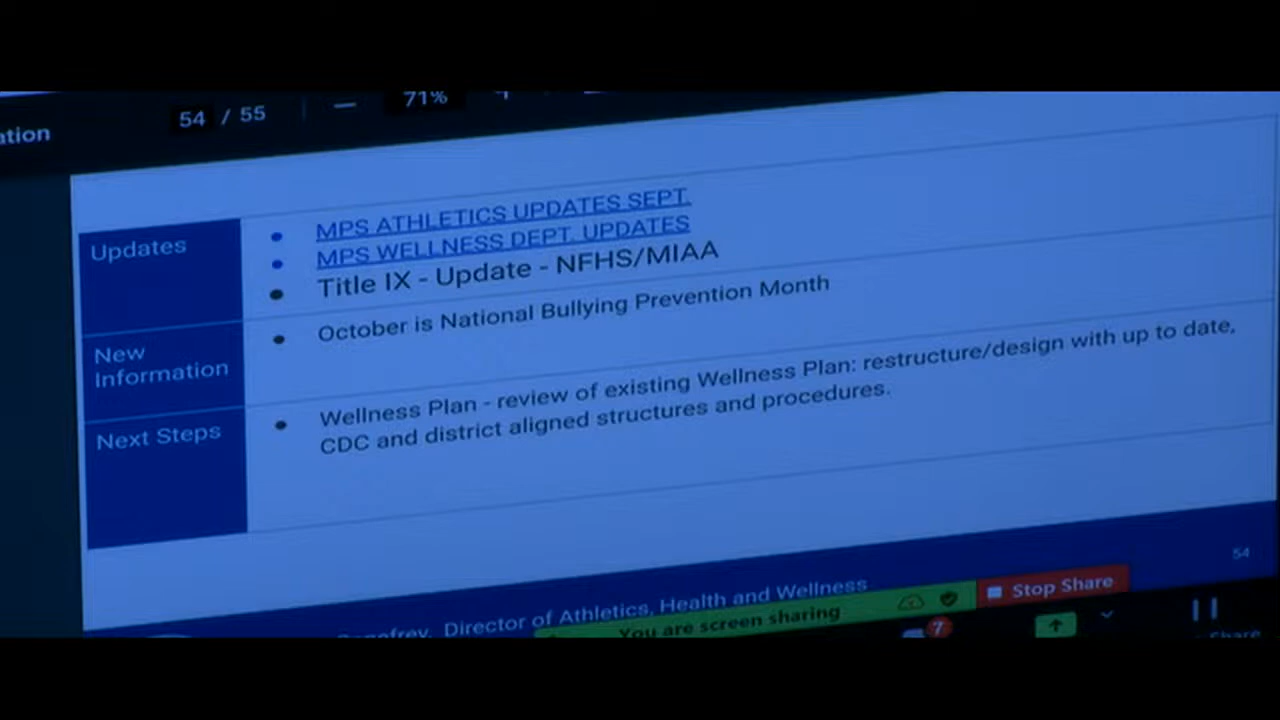 54 / 55
71%
Updates
MPS ATHLETICS UPDATES SEPT.
MPS WELLNESS DEPT. UPDATES
Title IX - Update - NFHS/MIAA
New
Information
October is National Bullying Prevention Month
Next Steps
Wellness Plan - review of existing Wellness Plan: restructure/design with up to date,
CDC and district aligned structures and procedures.
54
Director of Athletics, Health and Wellness
You are screen sharing
Stop Share
7
Share